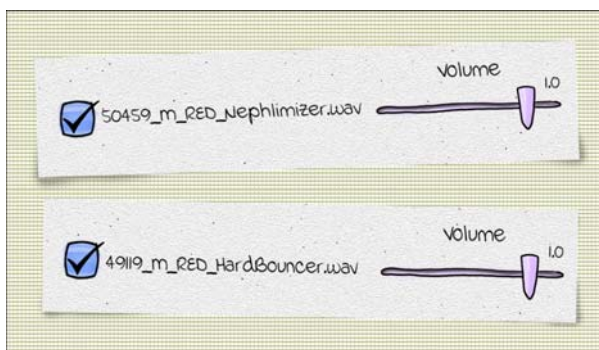 Volume
1.0
50459_m_RED_Nephlimizer.wav
Volume
1.0
49119_m_RED_HardBouncer.wav